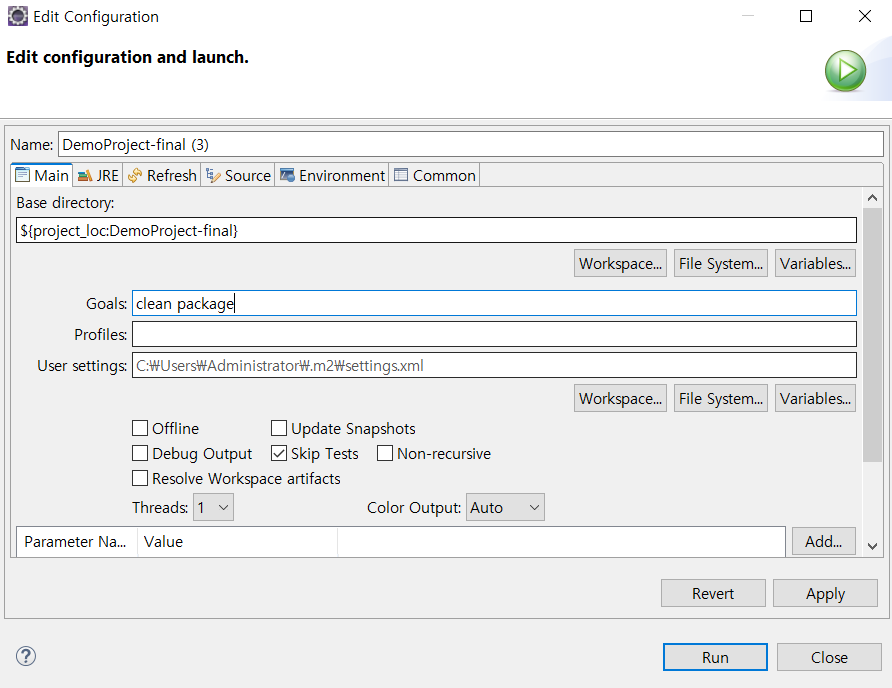 Edit Configuration
Edit configuration and launch.
Name: DemoProject-final (3)
Main JRE Refresh Source Environment Common
Base directory:
${project_loc:DemoProject-final}
Workspace... File System... Variables...
Goals: clean package
Profiles:
User settings: C:₩Users₩Administrator₩.m2₩settings.xml
Workspace... File System... Variables...
Offline Update Snapshots
Debug Output Skip Tests Non-recursive
Resolve Workspace artifacts
Threads: 1 Color Output: Auto
Parameter Na... Value Add...
Revert Apply
? Run Close